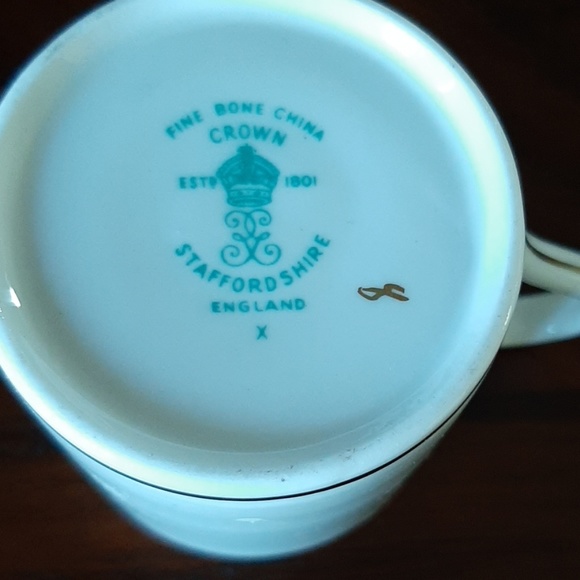 FINE BONE CHINA
CROWN
ESTD 1801
STAFFORDSHIRE
ENGLAND
X